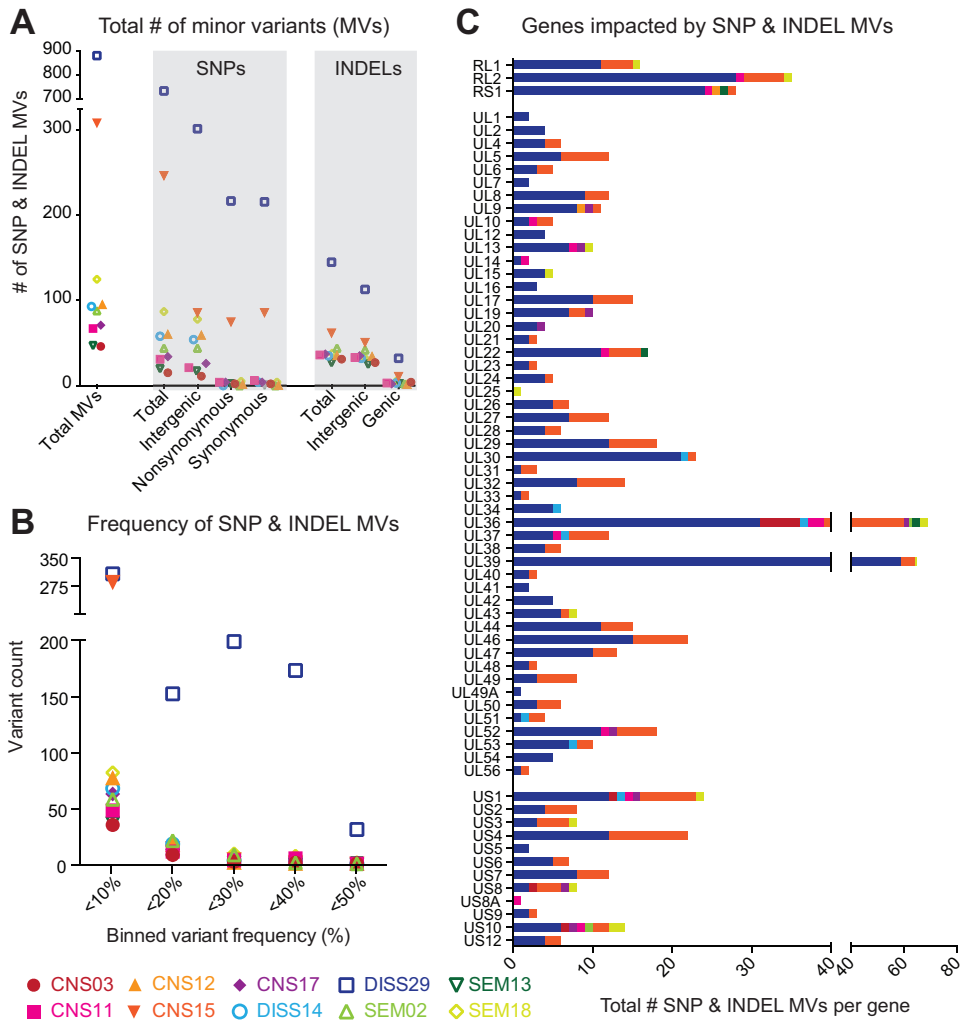 A
Total # of minor variants (MVs)
# of SNP & INDEL MVs
900
800
700
300
200
100
0
SNPs
INDELs
Total MVs
Total
Intergenic
Nonsynonymous
Synonymous
Total
Intergenic
Genic
B
Frequency of SNP & INDEL MVs
Variant count
350
275
200
150
100
50
0
<10%
<20%
<30%
<40%
<50%
Binned variant frequency (%)
C
Genes impacted by SNP & INDEL MVs
RL1
RL2
RS1
UL1
UL2
UL4
UL5
UL6
UL7
UL8
UL9
UL10
UL12
UL13
UL14
UL15
UL16
UL17
UL19
UL20
UL21
UL22
UL23
UL24
UL25
UL26
UL27
UL28
UL29
UL30
UL31
UL32
UL33
UL34
UL36
UL37
UL38
UL39
UL40
UL41
UL42
UL43
UL44
UL46
UL47
UL48
UL49
UL49A
UL50
UL51
UL52
UL53
UL54
UL56
US1
US2
US3
US4
US5
US6
US7
US8
US8A
US9
US10
US12
0
10
20
30
40
40
60
80
Total # SNP & INDEL MVs per gene
CNS03
CNS12
CNS17
DISS29
SEM13
CNS11
CNS15
DISS14
SEM02
SEM18